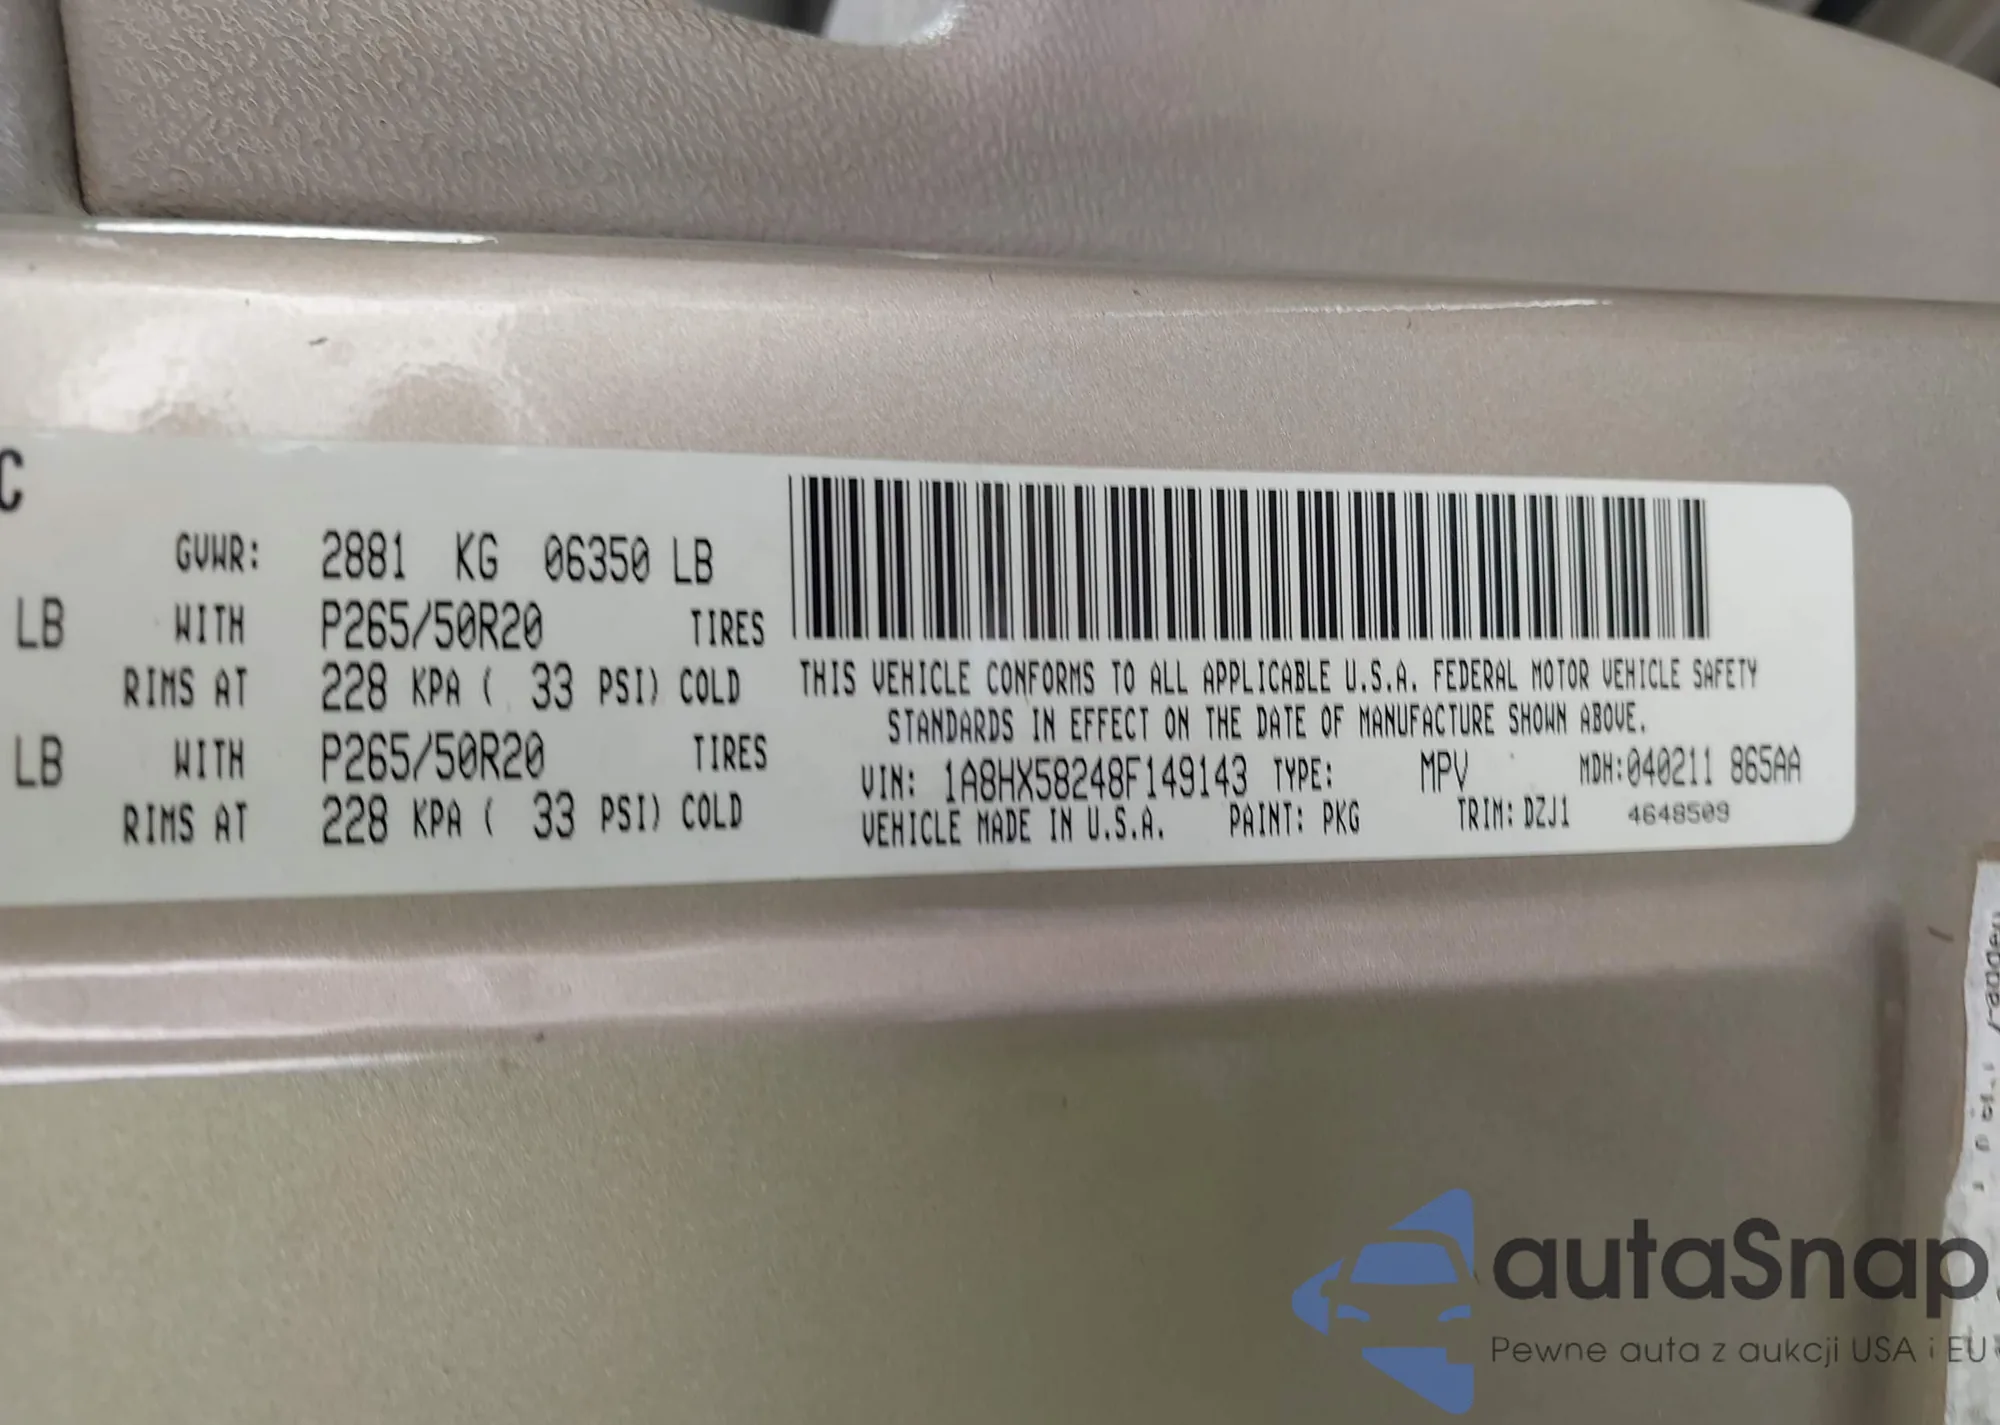 C
GVWR: 2881 KG 06350 LB
LB WITH P265/50R20 TIRES
RIMS AT 228 KPA ( 33 PSI) COLD
LB WITH P265/50R20 TIRES
RIMS AT 228 KPA ( 33 PSI) COLD
THIS VEHICLE CONFORMS TO ALL APPLICABLE U.S.A. FEDERAL MOTOR VEHICLE SAFETY
STANDARDS IN EFFECT ON THE DATE OF MANUFACTURE SHOWN ABOVE.
VIN: 1A8HX58248F149143 TYPE: MPV MDH:040211 865AA
VEHICLE MADE IN U.S.A. PAINT: PKG TRIM: DZJ1 4648509
autaSnap
Pewne auta z aukcji USA i EU